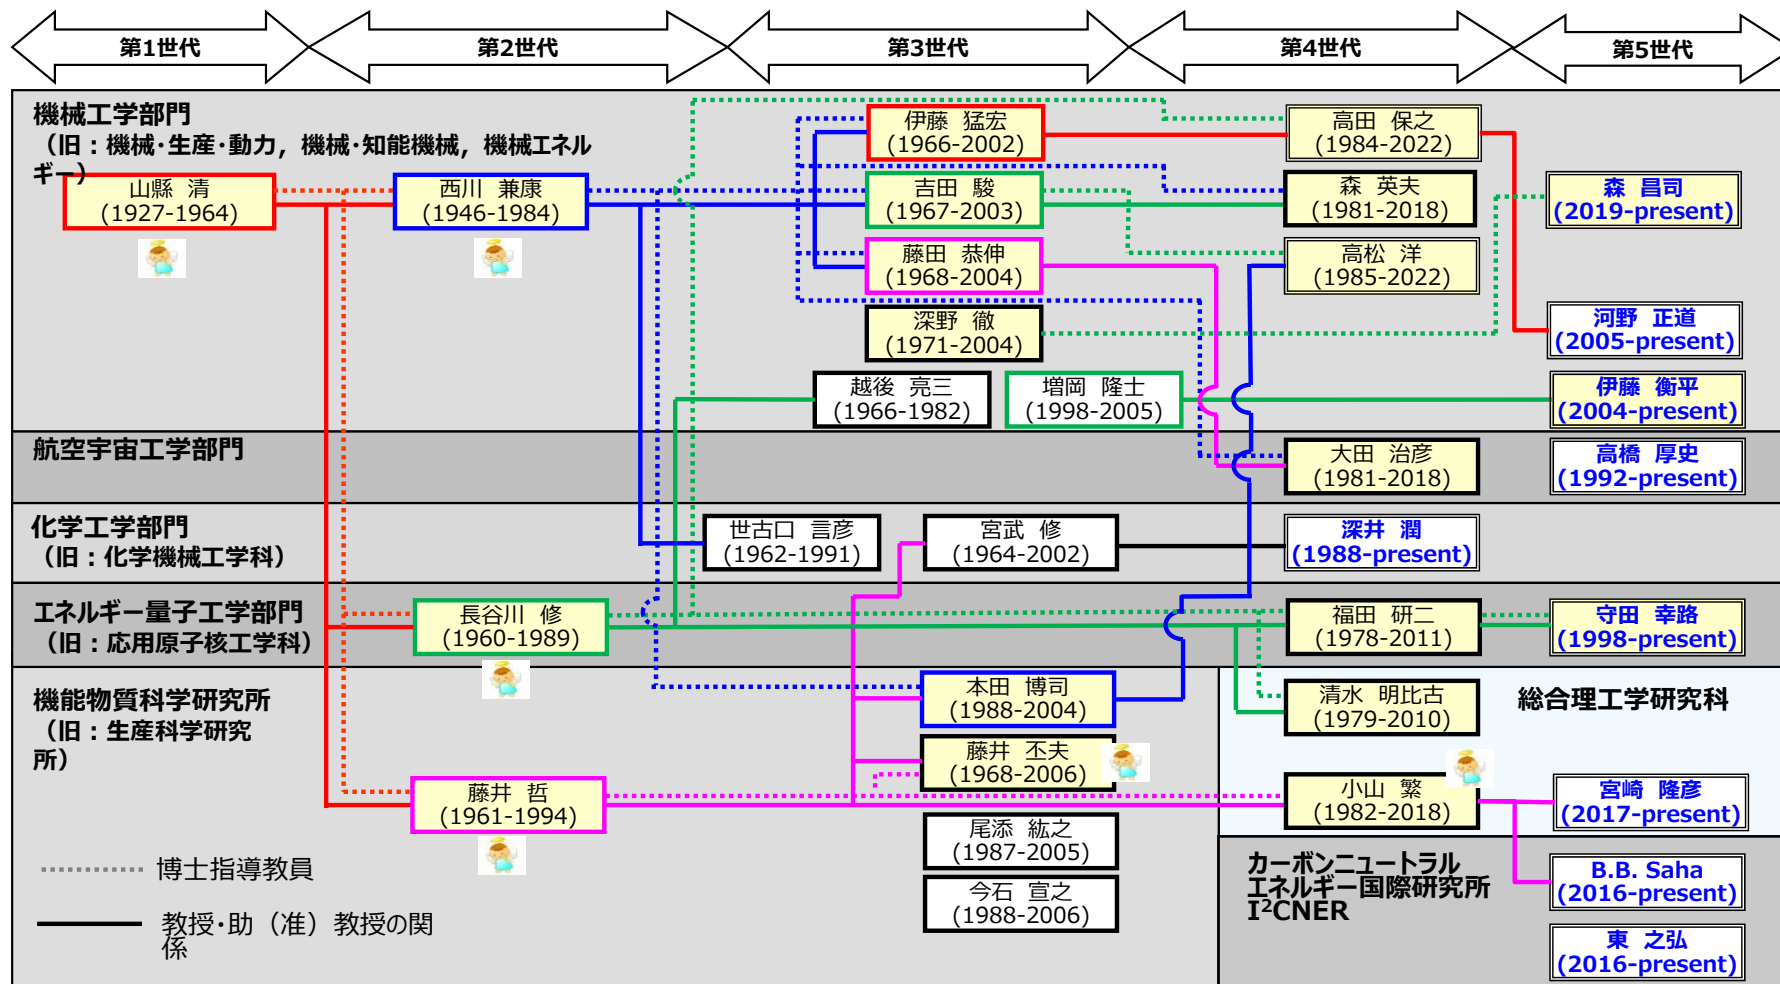 第1世代
第2世代
第3世代
第4世代
第5世代
機械工学部門
（旧：機械・生産・動力，機械・知能機械，機械エネル
ギー）
山縣 清
(1927-1964)
西川 兼康
(1946-1984)
伊藤 猛宏
(1966-2002)
吉田 駿
(1967-2003)
藤田 恭伸
(1968-2004)
深野 徹
(1971-2004)
越後 亮三
(1966-1982)
増岡 隆士
(1998-2005)
高田 保之
(1984-2022)
森 英夫
(1981-2018)
高松 洋
(1985-2022)
森 昌司
(2019-present)
河野 正道
(2005-present)
伊藤 衡平
(2004-present)
航空宇宙工学部門
大田 治彦
(1981-2018)
高橋 厚史
(1992-present)
化学工学部門
（旧：化学機械工学科）
世古口 言彦
(1962-1991)
宮武 修
(1964-2002)
深井 潤
(1988-present)
エネルギー量子工学部門
（旧：応用原子核工学科）
長谷川 修
(1960-1989)
福田 研二
(1978-2011)
守田 幸路
(1998-present)
機能物質科学研究所
（旧：生産科学研究
所）
藤井 哲
(1961-1994)
本田 博司
(1988-2004)
藤井 丕夫
(1968-2006)
尾添 紘之
(1987-2005)
今石 宣之
(1988-2006)
清水 明比古
(1979-2010)
総合理工学研究科
小山 繁
(1982-2018)
宮崎 隆彦
(2017-present)
カーボンニュートラル
エネルギー国際研究所
I²CNER
B.B. Saha
(2016-present)
東 之弘
(2016-present)
博士指導教員
教授・助（准）教授の関
係